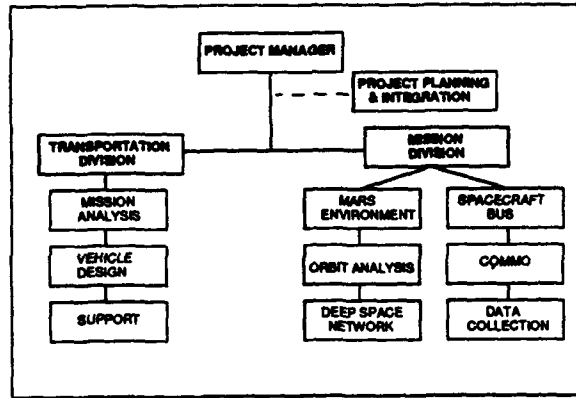 PROJECT MANAGER
PROJECT PLANNING
& INTEGRATION
TRANSPORTATION
DIVISION
MISSION
DIVISION
MISSION
ANALYSIS
VEHICLE
DESIGN
SUPPORT
MARS
ENVIRONMENT
ORBIT ANALYSIS
DEEP SPACE
NETWORK
SPACECRAFT
BUS
COMMO
DATA
COLLECTION